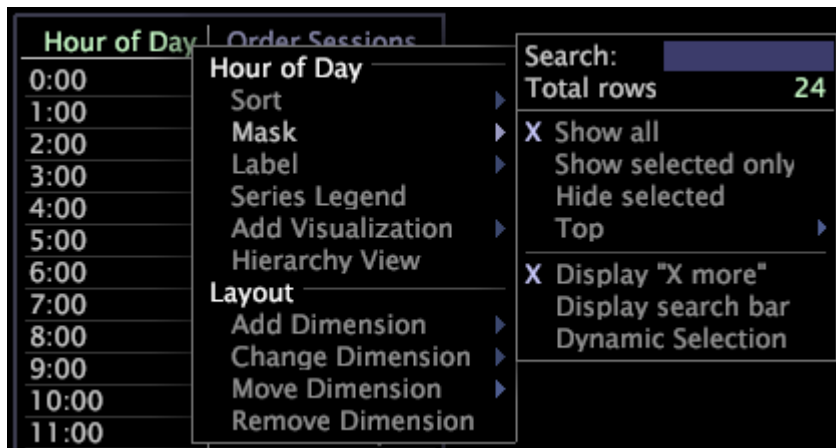 Hour of Day Order Sessions
0:00
1:00
2:00
3:00
4:00
5:00
6:00
7:00
8:00
9:00
10:00
11:00
Hour of Day
Sort
Mask
Label
Series Legend
Add Visualization
Hierarchy View
Layout
Add Dimension
Change Dimension
Move Dimension
Remove Dimension
Search:
Total rows 24
X Show all
Show selected only
Hide selected
Top
X Display "X more"
Display search bar
Dynamic Selection